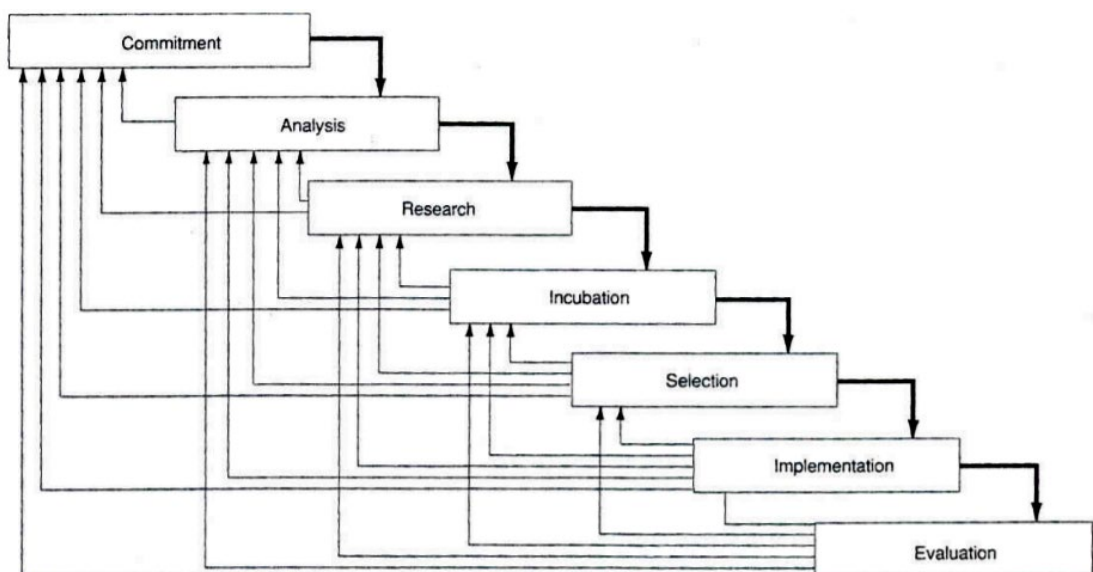 Commitment
Analysis
Research
Incubation
Selection
Implementation
Evaluation